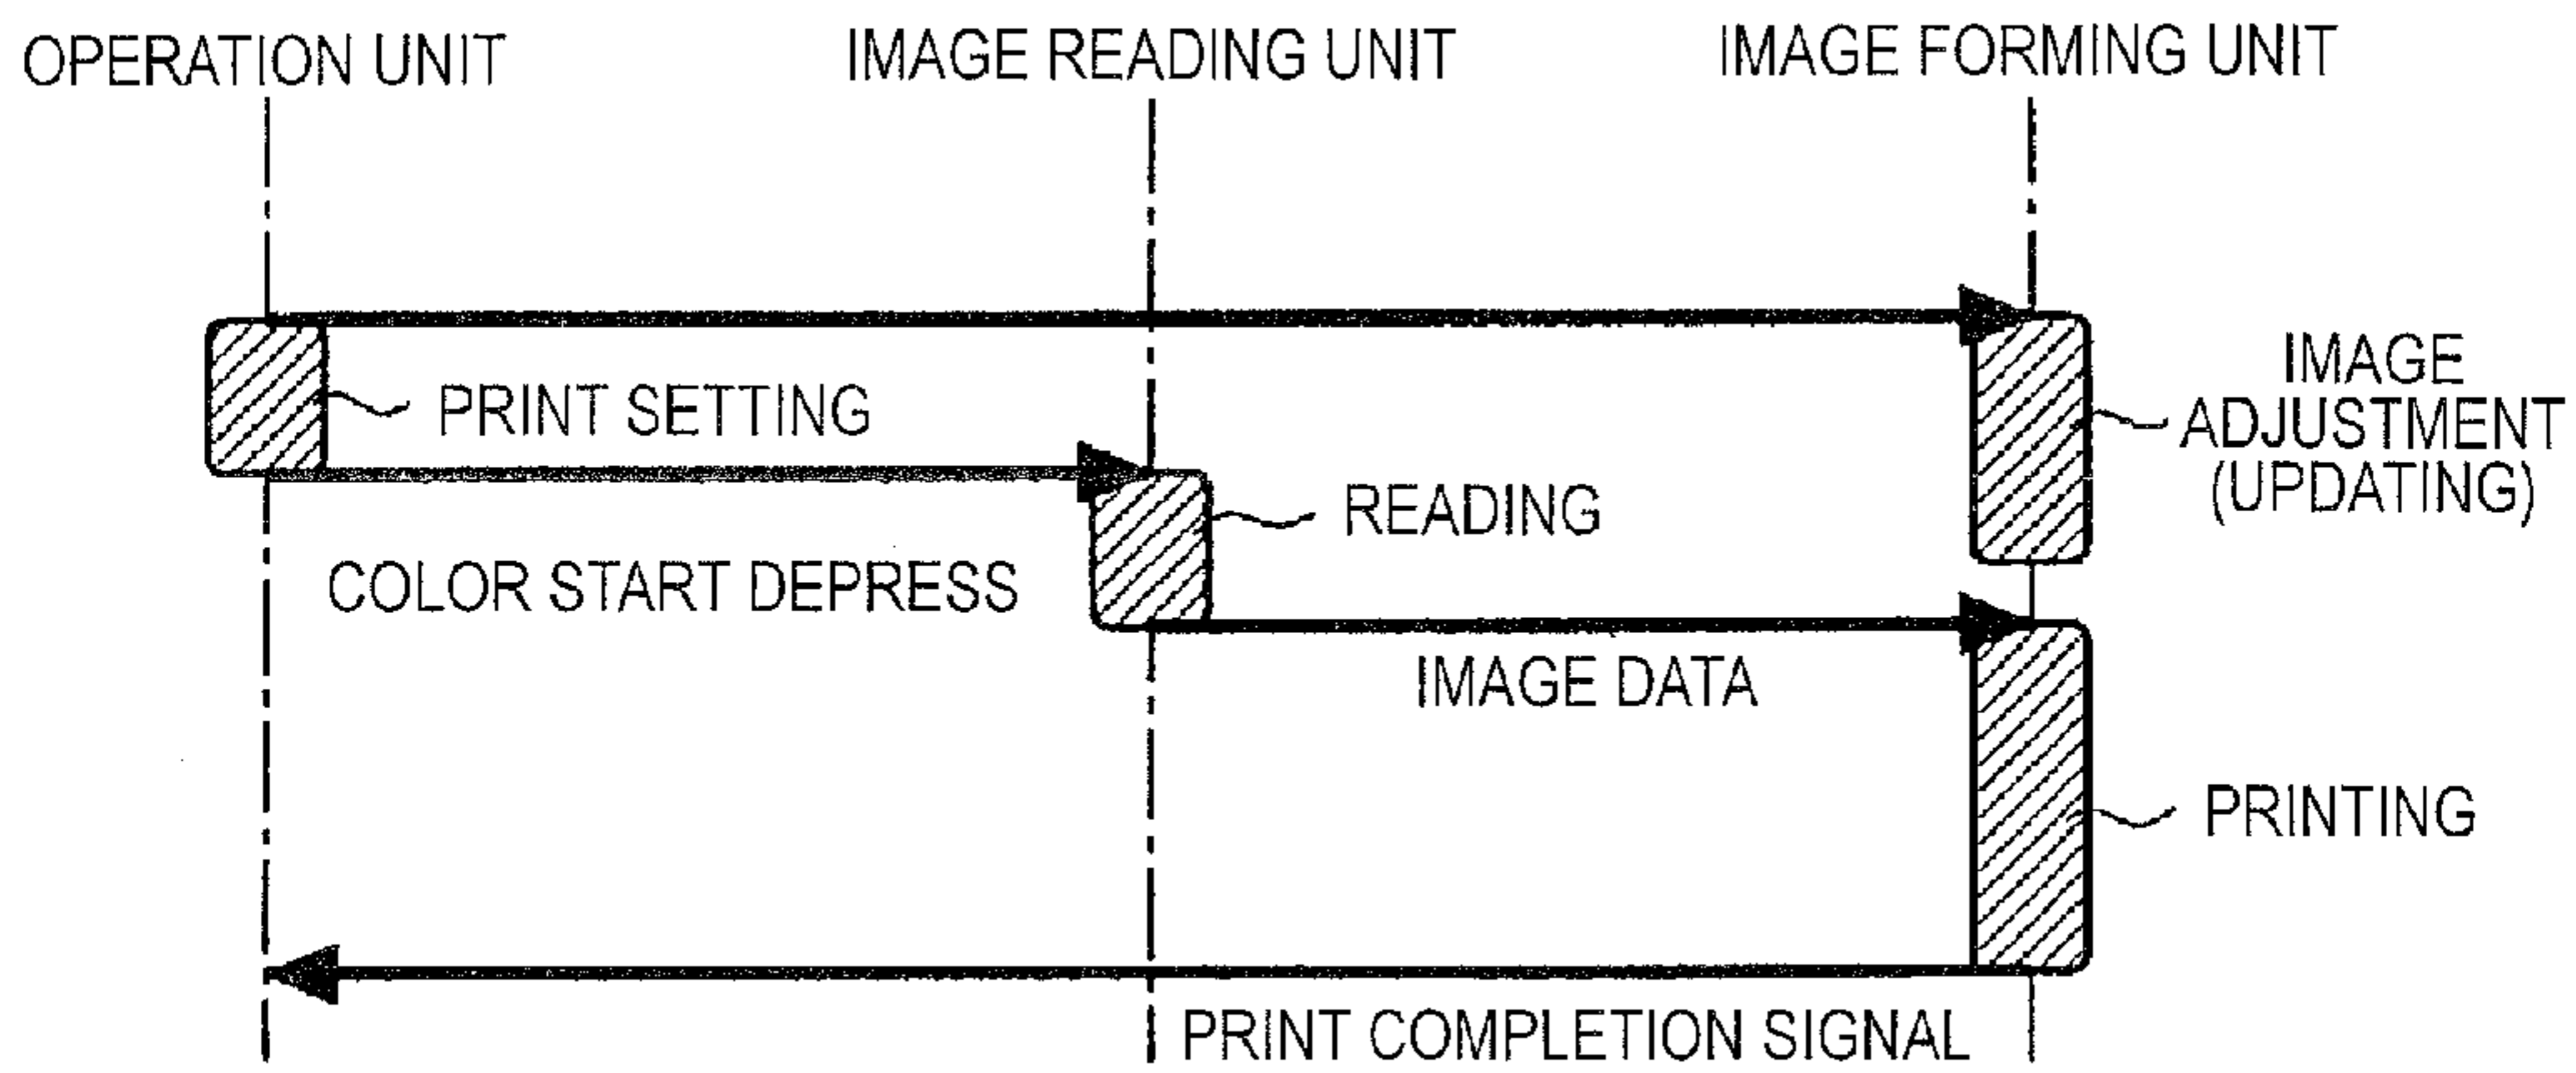 OPERATION UNIT
IMAGE READING UNIT
IMAGE FORMING UNIT
PRINT SETTING
IMAGE
ADJUSTMENT
(UPDATING)
READING
COLOR START DEPRESS
IMAGE DATA
PRINTING
PRINT COMPLETION SIGNAL